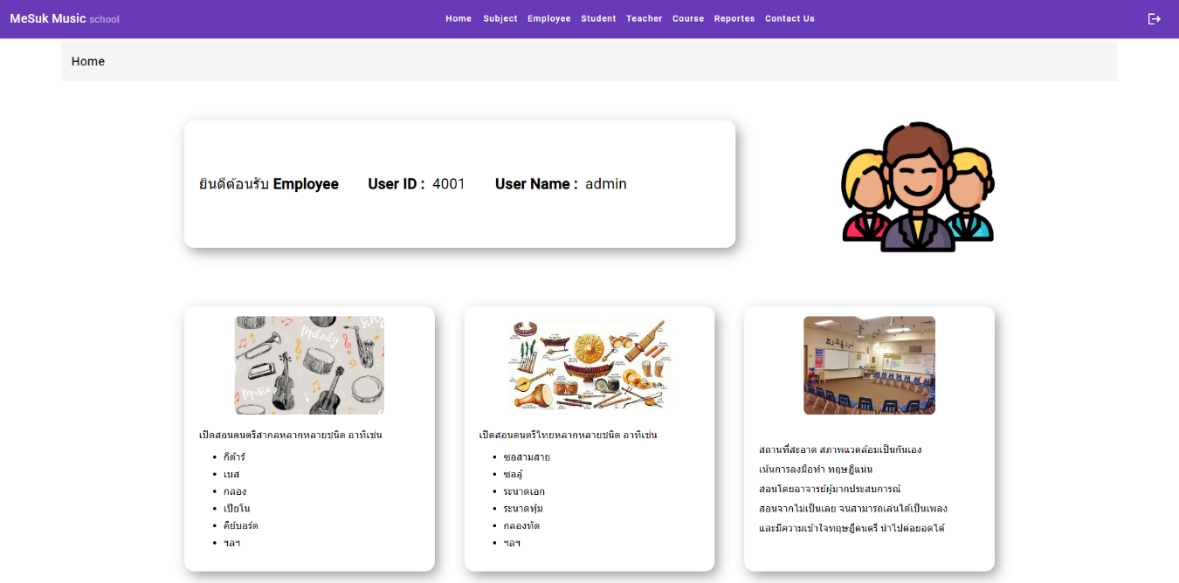 MeSuk Music school
Home Subject Employee Student Teacher Course Reportes Contact Us
Home
ยินดีต้อนรับ Employee User ID : 4001 User Name : admin
Melody
Music
เปิดสอนดนตรีสากลหลากหลายชนิด อาทิเช่น
กีต้าร์
เบส
กลอง
เปียโน
คีย์บอร์ด
ฯลฯ
เปิดสอนดนตรีไทยหลากหลายชนิด อาทิเช่น
ซอสามสาย
ซออู้
ระนาดเอก
ระนาดทุ้ม
กลองทัด
ฯลฯ
สถานที่สะอาด สภาพแวดล้อมเป็นกันเอง
เน้นการลงมือทำ ทฤษฎีแน่น
สอนโดยอาจารย์ผู้มากประสบการณ์
สอนจากไม่เป็นเลย จนสามารถเล่นได้เป็นเพลง
และมีความเข้าใจทฤษฎีดนตรี นำไปต่อยอดได้